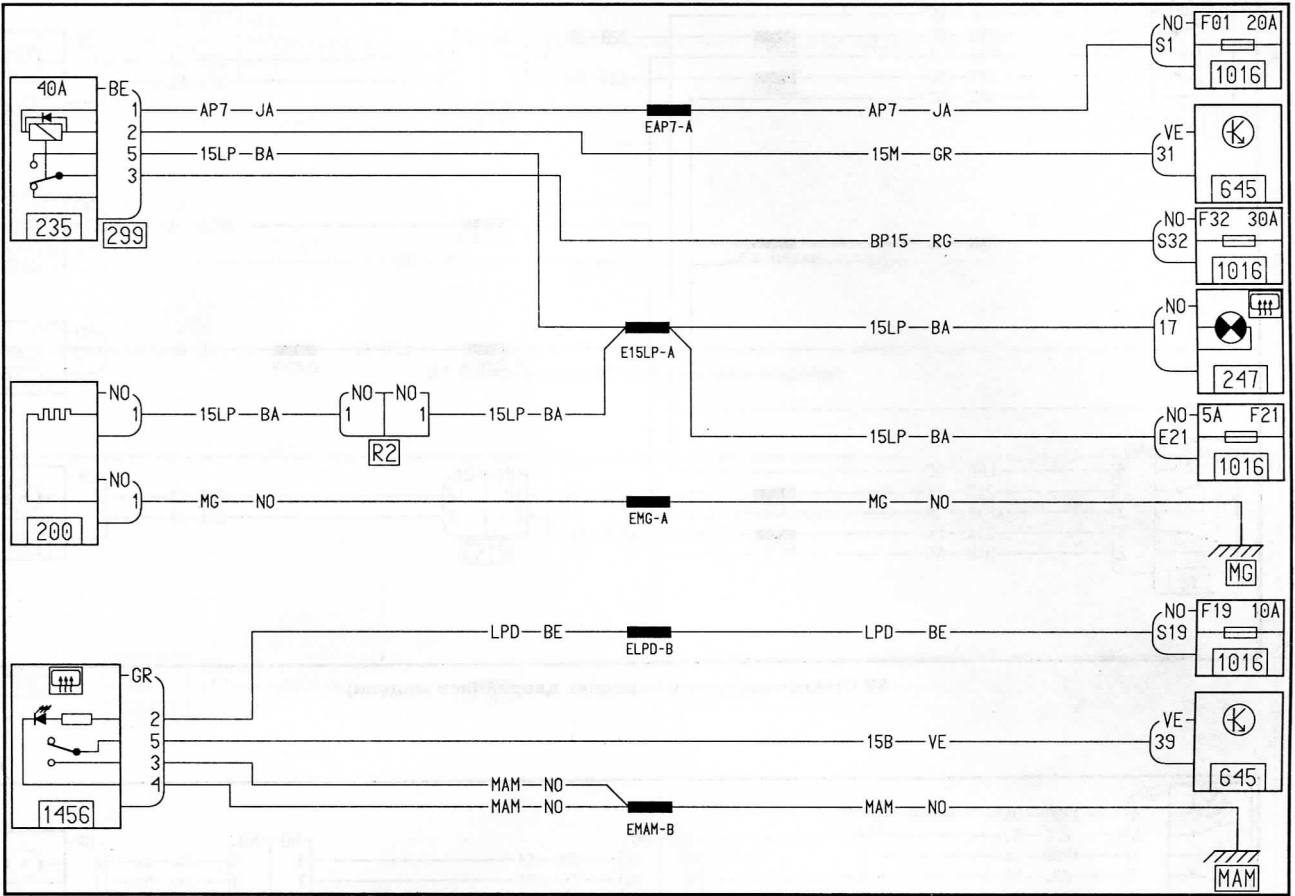 NO F01 20A
S1
1016
40A BE
1 AP7 JA EAP7-A AP7 JA
2
5 15LP BA 15M GR VE
31
3
645
235 299
BP15 RG NO F32 30A
S32
1016
15LP BA NO
17
E15LP-A
247
NO NO NO
1 15LP BA 1 1 15LP BA
R2
15LP BA NO 5A F21
E21
1016
NO
1 MG NO EMG-A MG NO
200
MG
LPD BE ELPD-B LPD BE NO F19 10A
S19
1016
GR
2
5 15B VE VE
39
3
4
645
MAM NO
MAM NO EMAM-B MAM NO
1456
MAM